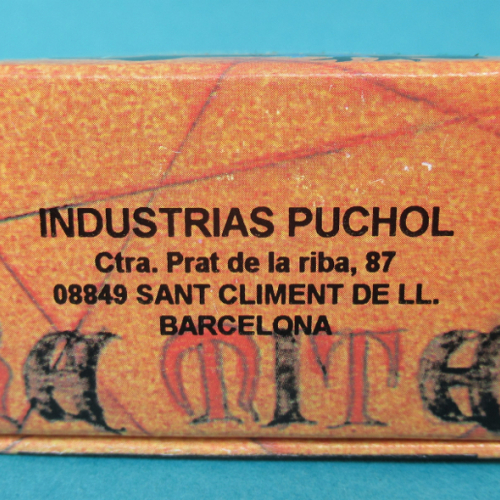 INDUSTRIAS PUCHOL
Ctra. Prat de la riba, 87
08849 SANT CLIMENT DE LL.
BARCELONA